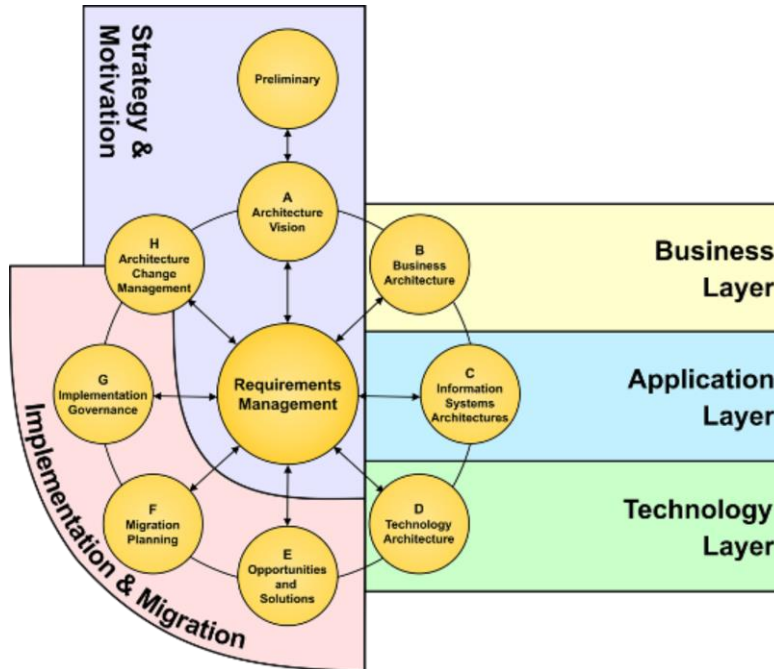 Strategy &
Motivation
Preliminary
A
Architecture
Vision
H
Architecture
Change
Management
B
Business
Architecture
Business
Layer
G
Implementation
Governance
Requirements
Management
C
Information
Systems
Architectures
Application
Layer
F
Migration
Planning
E
Opportunities
and
Solutions
D
Technology
Architecture
Technology
Layer
Implementation & Migration